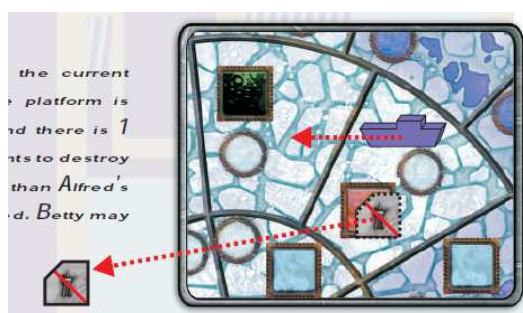 the current
platform is
nd there is 1
nts to destroy
than Alfred's
d. Betty may